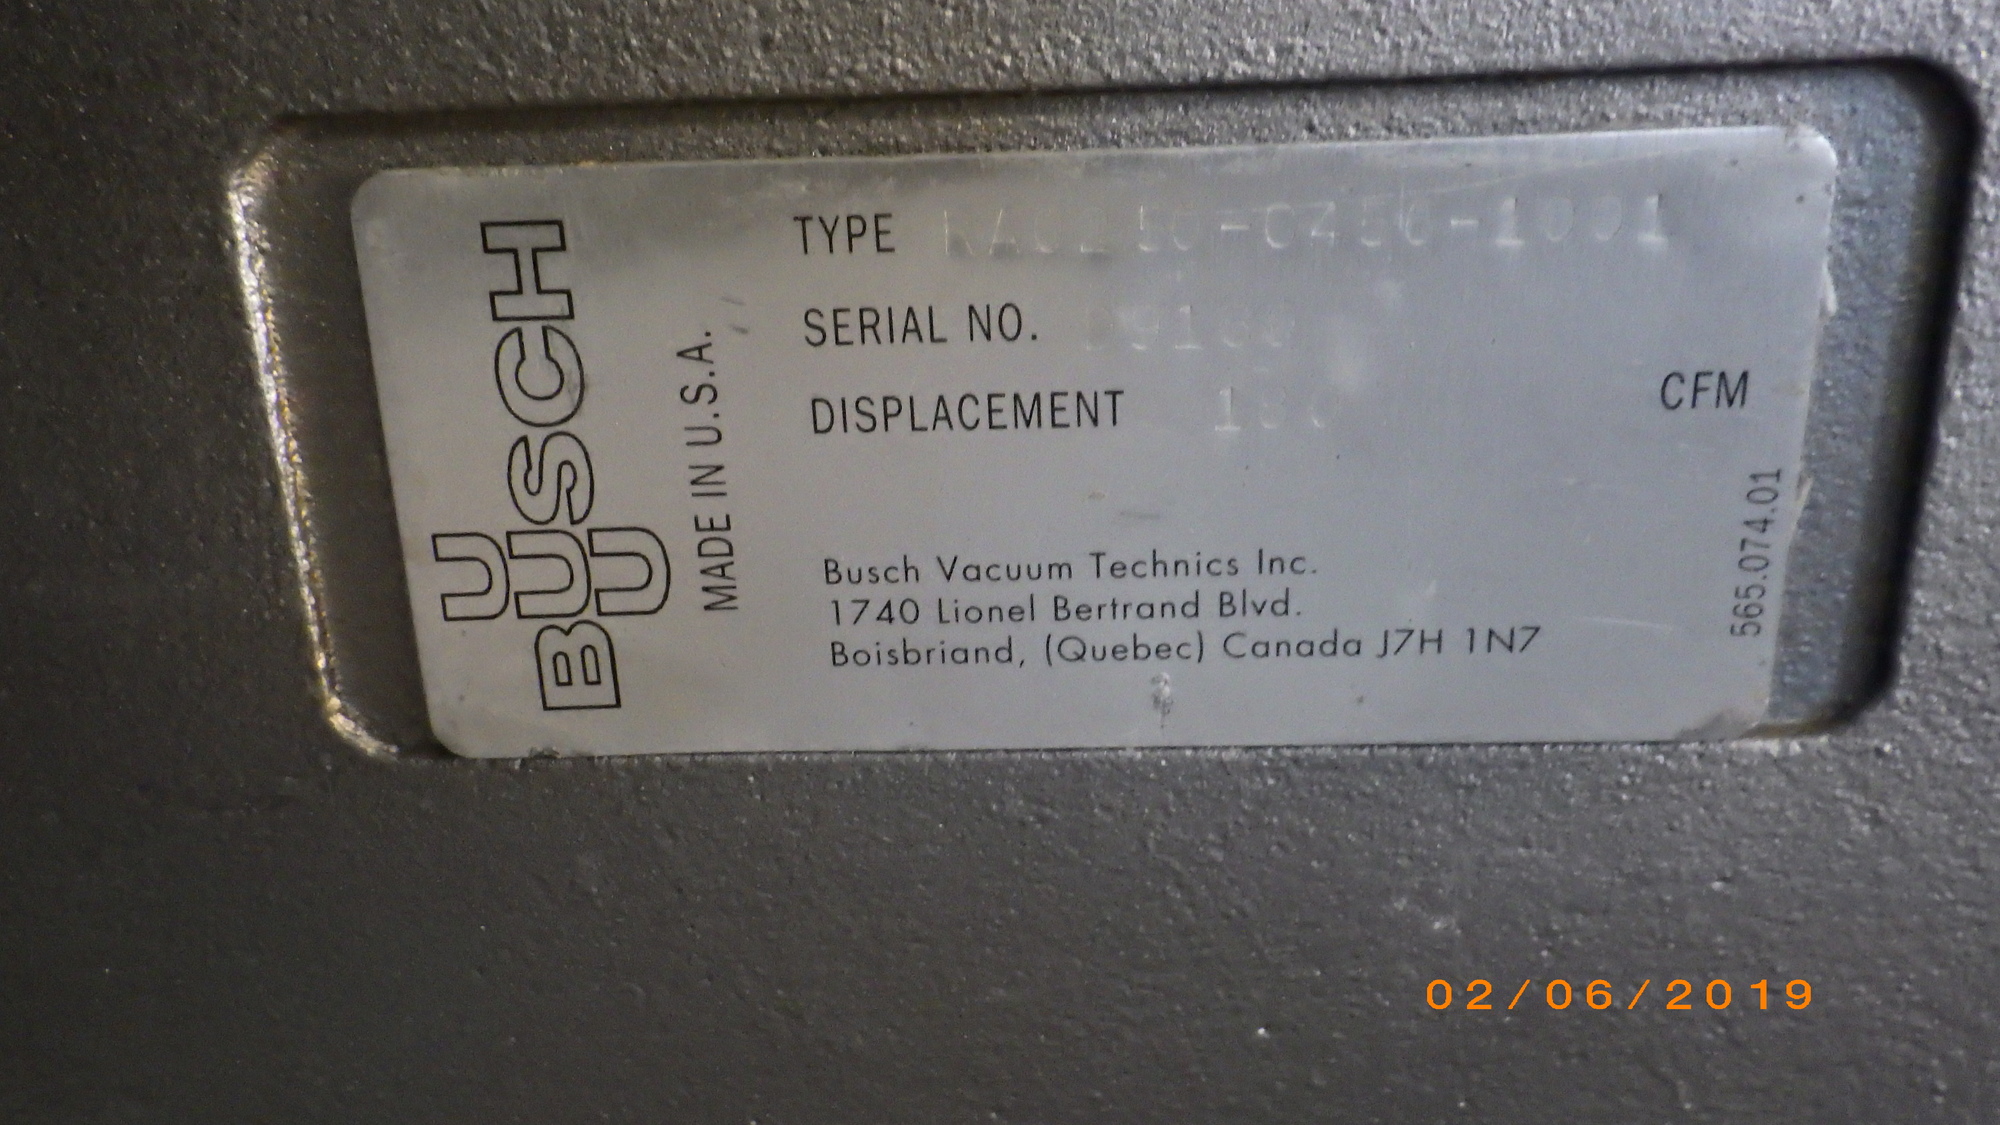 BUSCH
U
U
MADE IN U.S.A.
TYPE
SERIAL NO.
DISPLACEMENT
CFM
Busch Vacuum Technics Inc.
1740 Lionel Bertrand Blvd.
Boisbriand, (Quebec) Canada J7H 1N7
565.074.01
02/06/2019